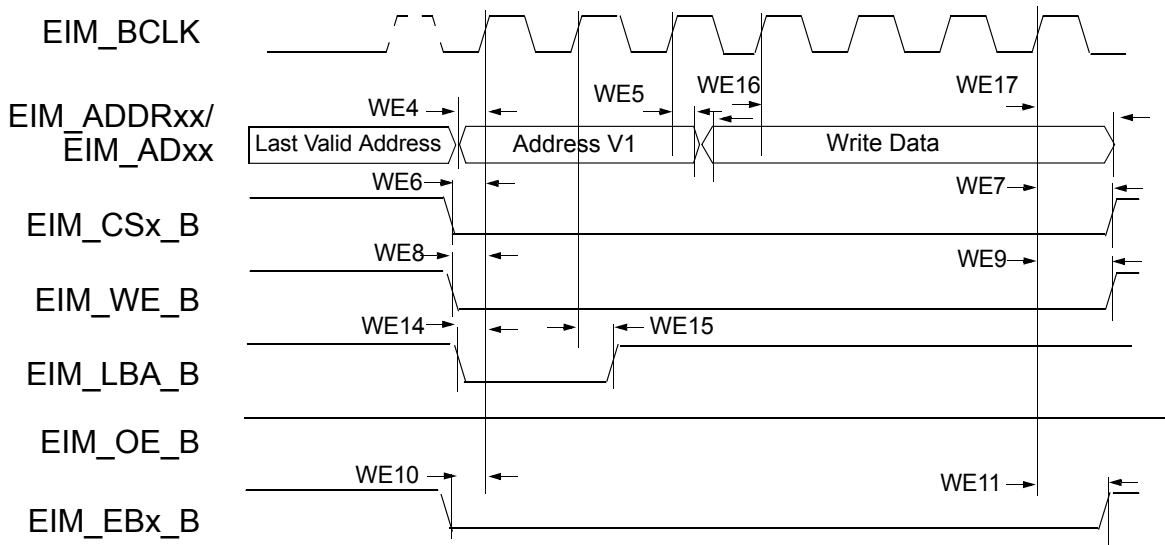 EIM_BCLK
WE4
WE5
WE16
WE17
EIM_ADDRxx/
EIM_ADxx
Last Valid Address
Address V1
Write Data
WE6
WE7
EIM_CSx_B
WE8
WE9
EIM_WE_B
WE14
WE15
EIM_LBA_B
EIM_OE_B
WE10
WE11
EIM_EBx_B